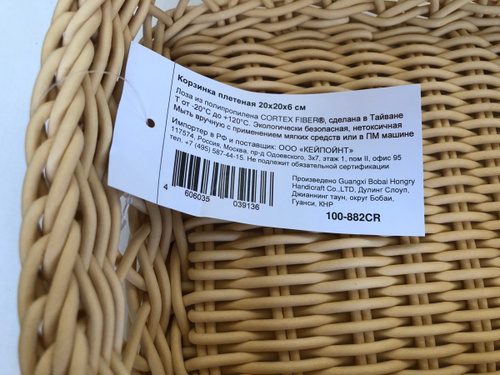 Корзинка плетеная 20х20х6 см
Лоза из полипропилена CORTEX FIBER®, сделана в Тайване
Т от -20°С до +120°С. Экологически безопасная, нетоксичная
Мыть вручную с применением мягких средств или в ПМ машине
Импортер в РФ и поставщик: ООО «КЕЙПОЙНТ»
117574, Россия, Москва, пр-д Одоевского, 3к7, этаж 1, пом II, офис 95
тел. +7 (495) 587-44-15. Не подлежит обязательной сертификации
Произведено Guangxi Bobai Hongry
Handicraft Co.,LTD, Дулинг Слоуп,
Джианнинг таун, округ Бобаи,
Гуанси, КНР
4 606035 039136
100-882CR